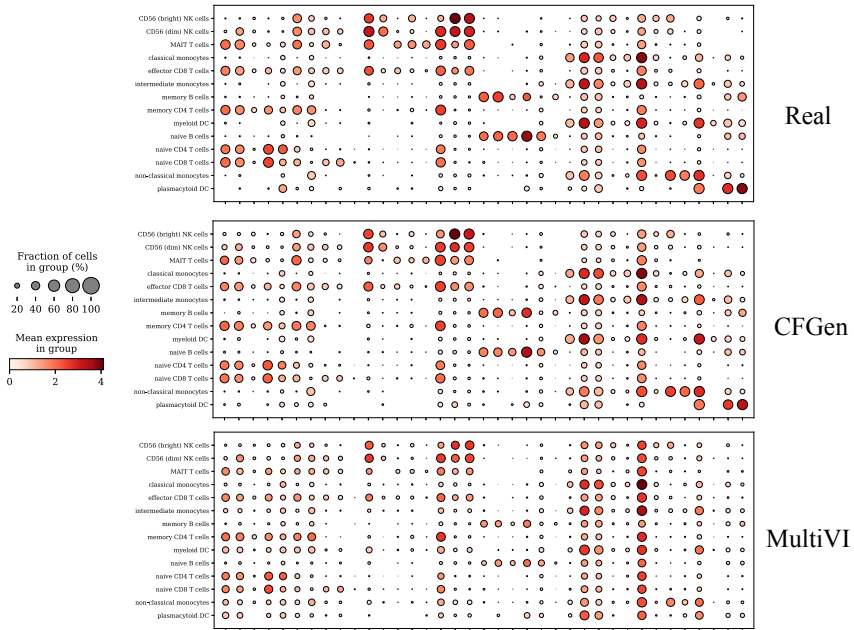 CD56 (bright) NK cells
CD56 (dim) NK cells
MAIT T cells
classical monocytes
effector CD8 T cells
intermediate monocytes
memory B cells
memory CD4 T cells
myeloid DC
naive B cells
naive CD4 T cells
naive CD8 T cells
non-classical monocytes
plasmacytoid DC
Real
Fraction of cells
in group (%)
20 40 60 80 100
Mean expression
in group
0 2 4
CD56 (bright) NK cells
CD56 (dim) NK cells
MAIT T cells
classical monocytes
effector CD8 T cells
intermediate monocytes
memory B cells
memory CD4 T cells
myeloid DC
naive B cells
naive CD4 T cells
naive CD8 T cells
non-classical monocytes
plasmacytoid DC
CFGen
CD56 (bright) NK cells
CD56 (dim) NK cells
MAIT T cells
classical monocytes
effector CD8 T cells
intermediate monocytes
memory B cells
memory CD4 T cells
myeloid DC
naive B cells
naive CD4 T cells
naive CD8 T cells
non-classical monocytes
plasmacytoid DC
MultiVI